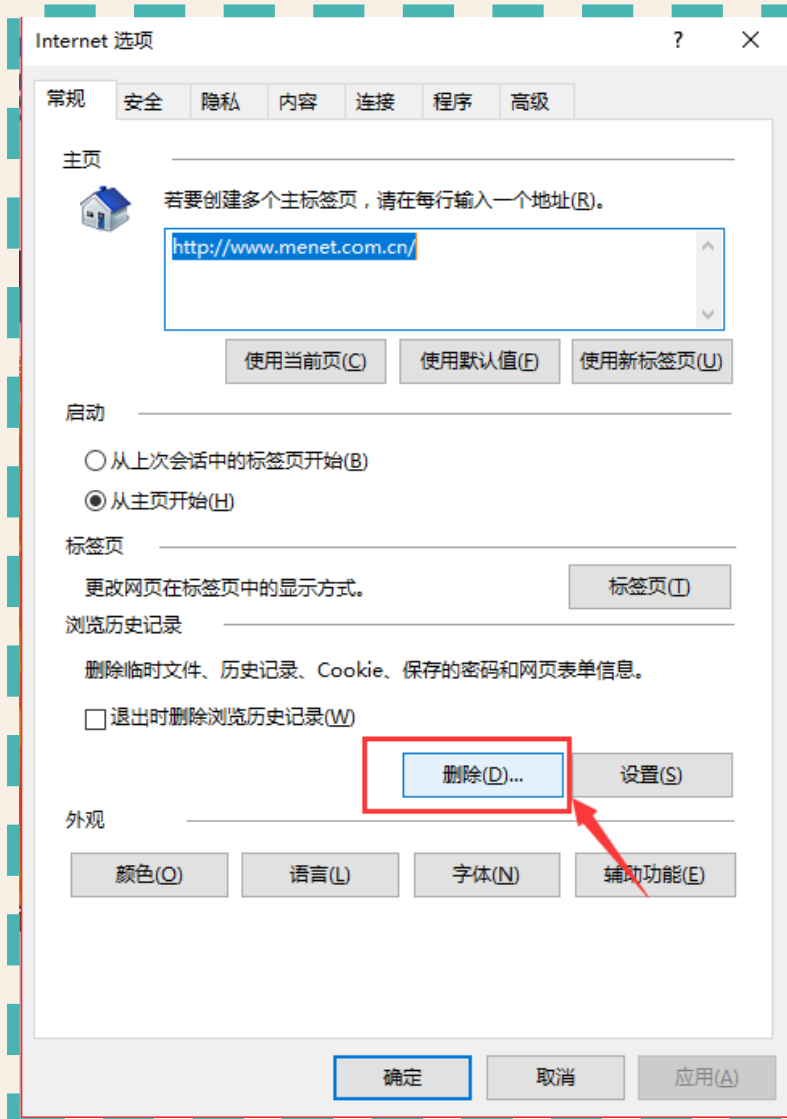 Internet 选项
?
常规 安全 隐私 内容 连接 程序 高级
主页
若要创建多个主标签页，请在每行输入一个地址(R)。
http://www.menet.com.cn/
使用当前页(C) 使用默认值(F) 使用新标签页(U)
启动
从上次会话中的标签页开始(B)
从主页开始(H)
标签页
更改网页在标签页中的显示方式。 标签页(T)
浏览历史记录
删除临时文件、历史记录、Cookie、保存的密码和网页表单信息。
退出时删除浏览历史记录(W)
删除(D)... 设置(S)
外观
颜色(O) 语言(L) 字体(N) 辅助功能(E)
确定 取消 应用(A)